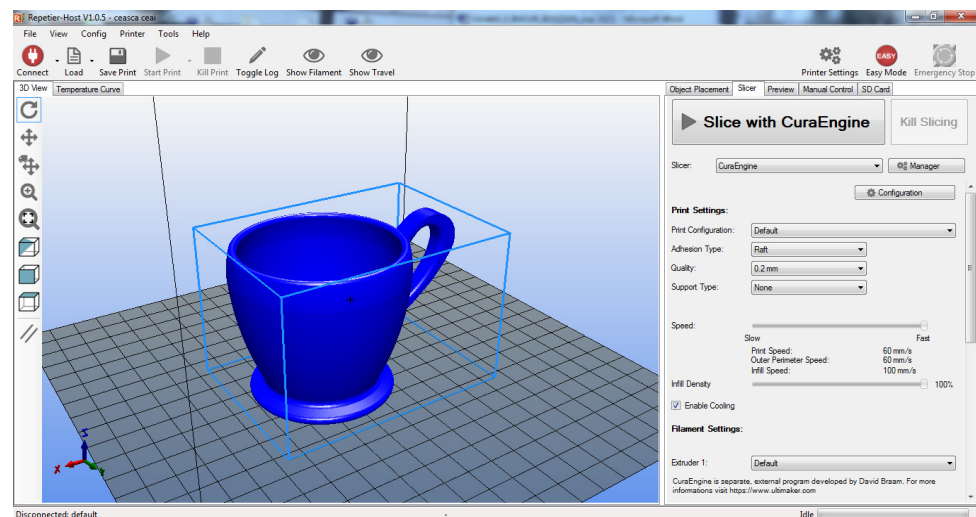 Repetier-Host V1.0.5 - ceasca ceai
File View Config Printer Tools Help
Connect Load Save Print Start Print Kill Print Toggle Log Show Filament Show Travel Printer Settings Easy Mode Emergency Stop
EASY
3D View Temperature Curve
Object Placement Slicer Preview Manual Control SD Card
Slice with CuraEngine Kill Slicing
Slicer: CuraEngine Manager
Configuration
Print Settings:
Print Configuration: Default
Adhesion Type: Raft
Quality: 0.2 mm
Support Type: None
Speed:
Slow Fast
Print Speed: 60 mm/s
Outer Perimeter Speed: 60 mm/s
Infill Speed: 100 mm/s
Infill Density 100%
Enable Cooling
Filament Settings:
Extruder 1: Default
CuraEngine is separate, external program developed by David Braam. For more
informations visit https://www.ultimaker.com
Z
X
Disconnected: default - Idle